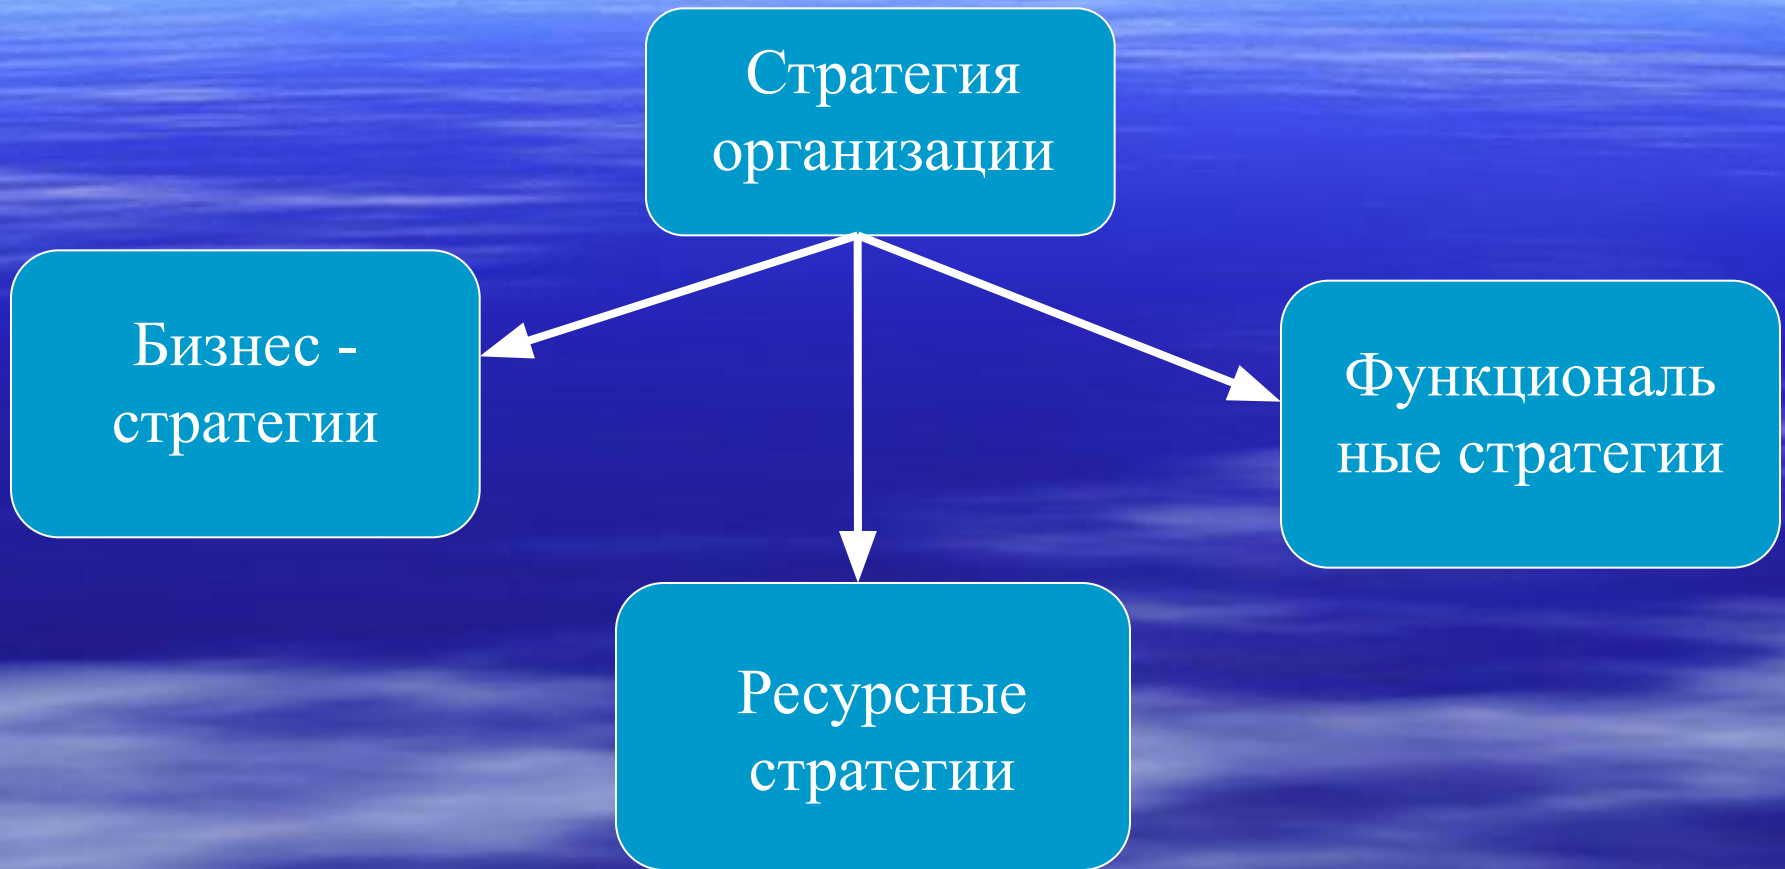 Стратегия
организации
Бизнес -
стратегии
Функциональ
ные стратегии
Ресурсные
стратегии